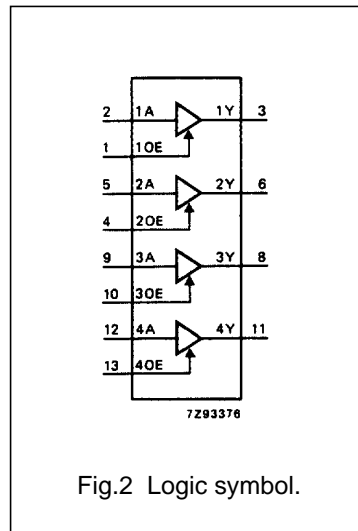 2 1A 1Y 3
1 1OE
5 2A 2Y 6
4 2OE
9 3A 3Y 8
10 3OE
12 4A 4Y 11
13 4OE
7Z93376
Fig.2 Logic symbol.